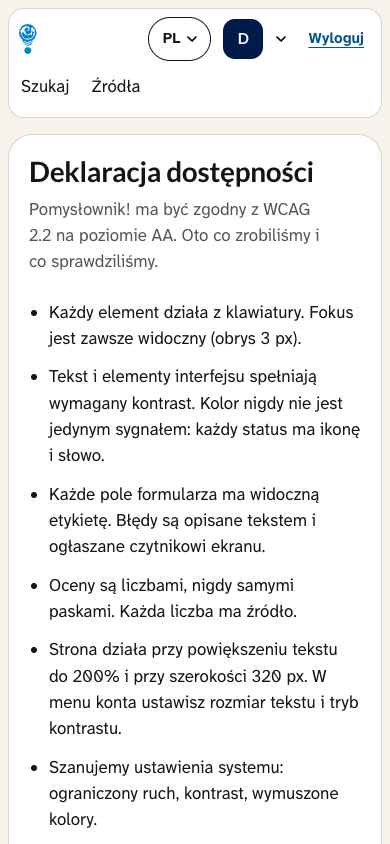 PL
D
Wyloguj
Szukaj
Źródła
Deklaracja dostępności
Pomysłownik! ma być zgodny z WCAG
2.2 na poziomie AA. Oto co zrobiliśmy i
co sprawdziliśmy.
• Każdy element działa z klawiatury. Fokus
jest zawsze widoczny (obrys 3 px).
• Tekst i elementy interfejsu spełniają
wymagany kontrast. Kolor nigdy nie jest
jedynym sygnałem: każdy status ma ikonę
i słowo.
• Każde pole formularza ma widoczną
etykietę. Błędy są opisane tekstem i
ogłaszane czytnikowi ekranu.
• Oceny są liczbami, nigdy samymi
paskami. Każda liczba ma źródło.
• Strona działa przy powiększeniu tekstu
do 200% i przy szerokości 320 px. W
menu konta ustawisz rozmiar tekstu i tryb
kontrastu.
• Szanujemy ustawienia systemu:
ograniczony ruch, kontrast, wymuszone
kolory.